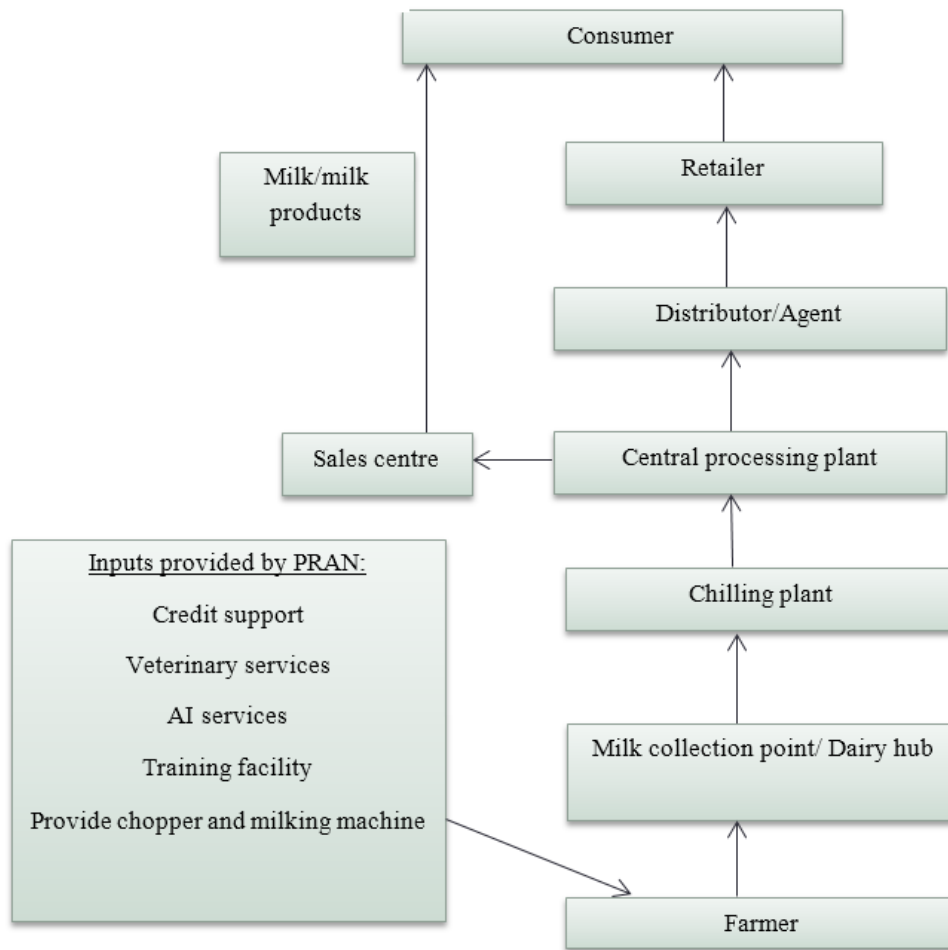 Consumer
Retailer
Milk/milk
products
Distributor/Agent
Sales centre
Central processing plant
Inputs provided by PRAN:
Credit support
Veterinary services
AI services
Training facility
Provide chopper and milking machine
Chilling plant
Milk collection point/ Dairy hub
Farmer